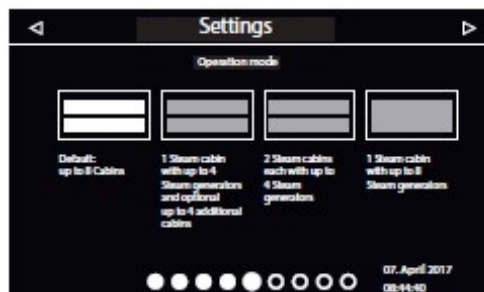 Settings
Operation mode
Default:
up to 8 Cabins
1 Steam cabin
with up to 4
Steam generators
and optional
up to 4 additional
cabins
2 Steam cabins
each with up to
4 Steam
generators
1 Steam cabin
with up to 8
Steam generators
07. April 2017
08:44:40